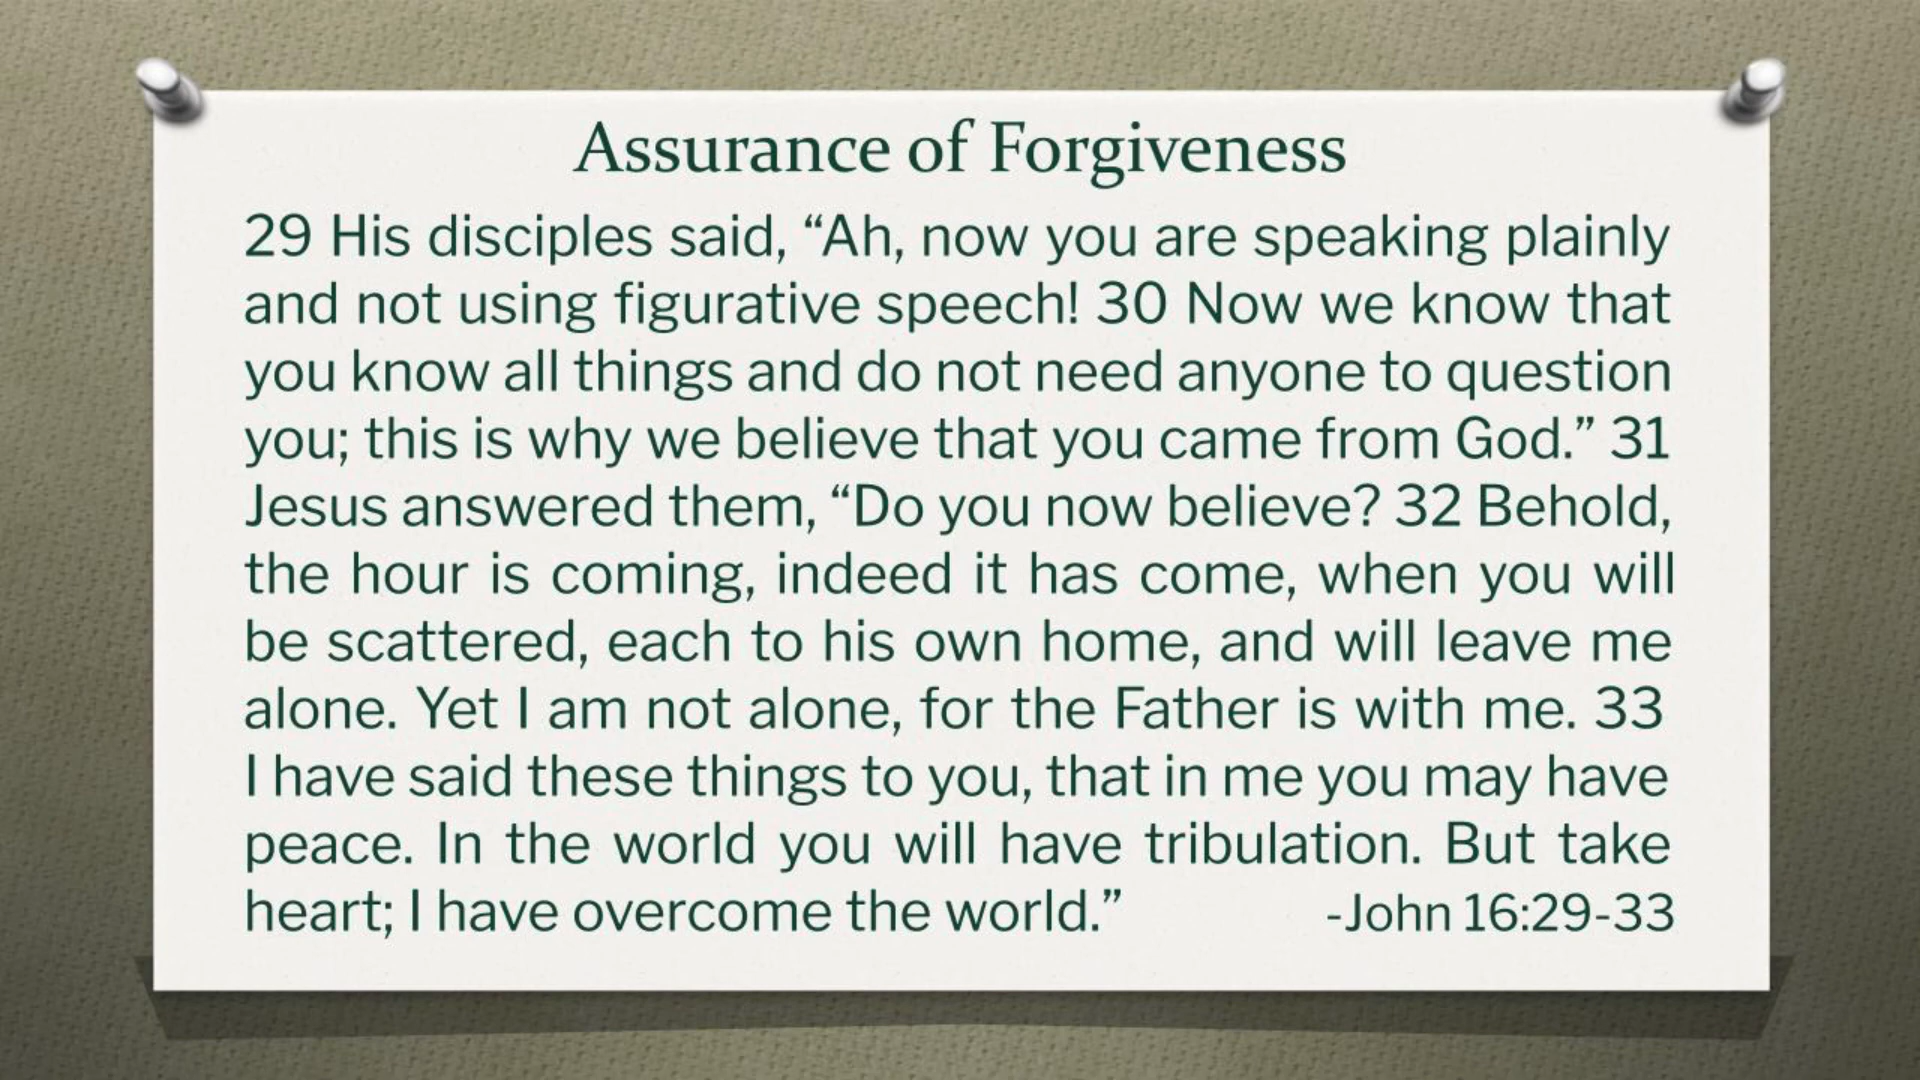 Assurance of Forgiveness
29 His disciples said, “Ah, now you are speaking plainly
and not using figurative speech! 30 Now we know that
you know all things and do not need anyone to question
you; this is why we believe that you came from God.” 31
Jesus answered them, “Do you now believe? 32 Behold,
the hour is coming, indeed it has come, when you will
be scattered, each to his own home, and will leave me
alone. Yet I am not alone, for the Father is with me. 33
I have said these things to you, that in me you may have
peace. In the world you will have tribulation. But take
heart; I have overcome the world.” -John 16:29-33